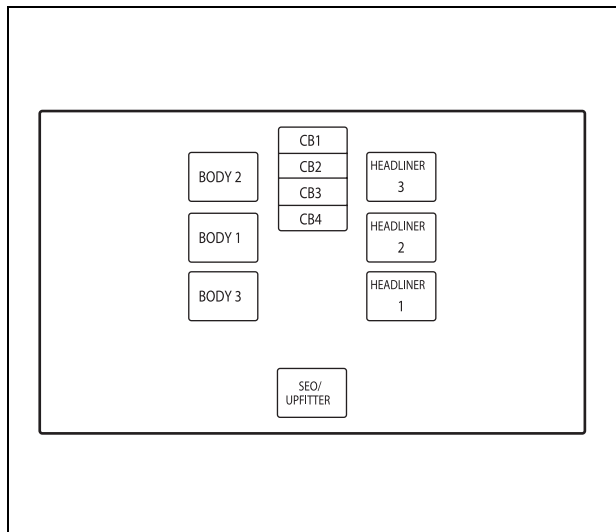 CB1
CB2
CB3
CB4
BODY 2
BODY 1
BODY 3
HEADLINER
3
HEADLINER
2
HEADLINER
1
SEO/
UPFITTER